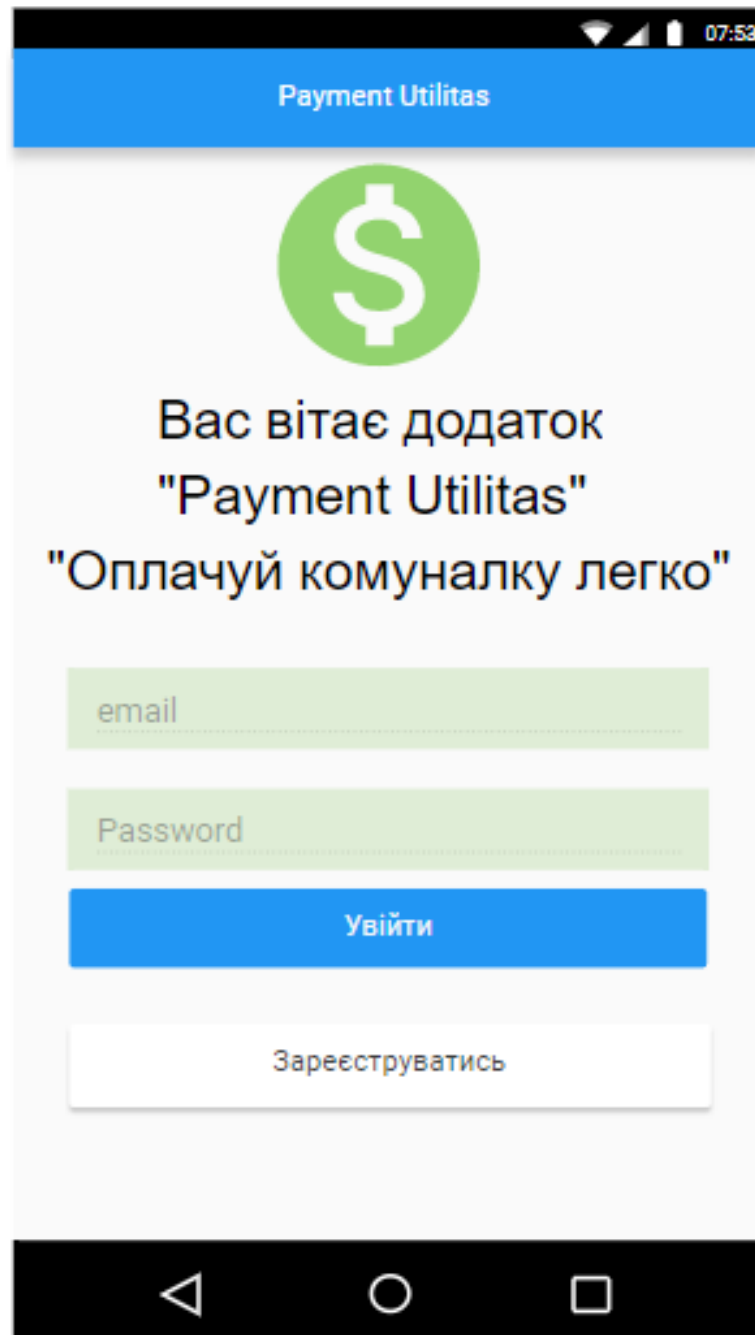 07:53
Payment Utilitas
$
Вас вітає додаток
"Payment Utilitas"
"Оплачуй комуналку легко"
email
Password
Увійти
Зареєструватись